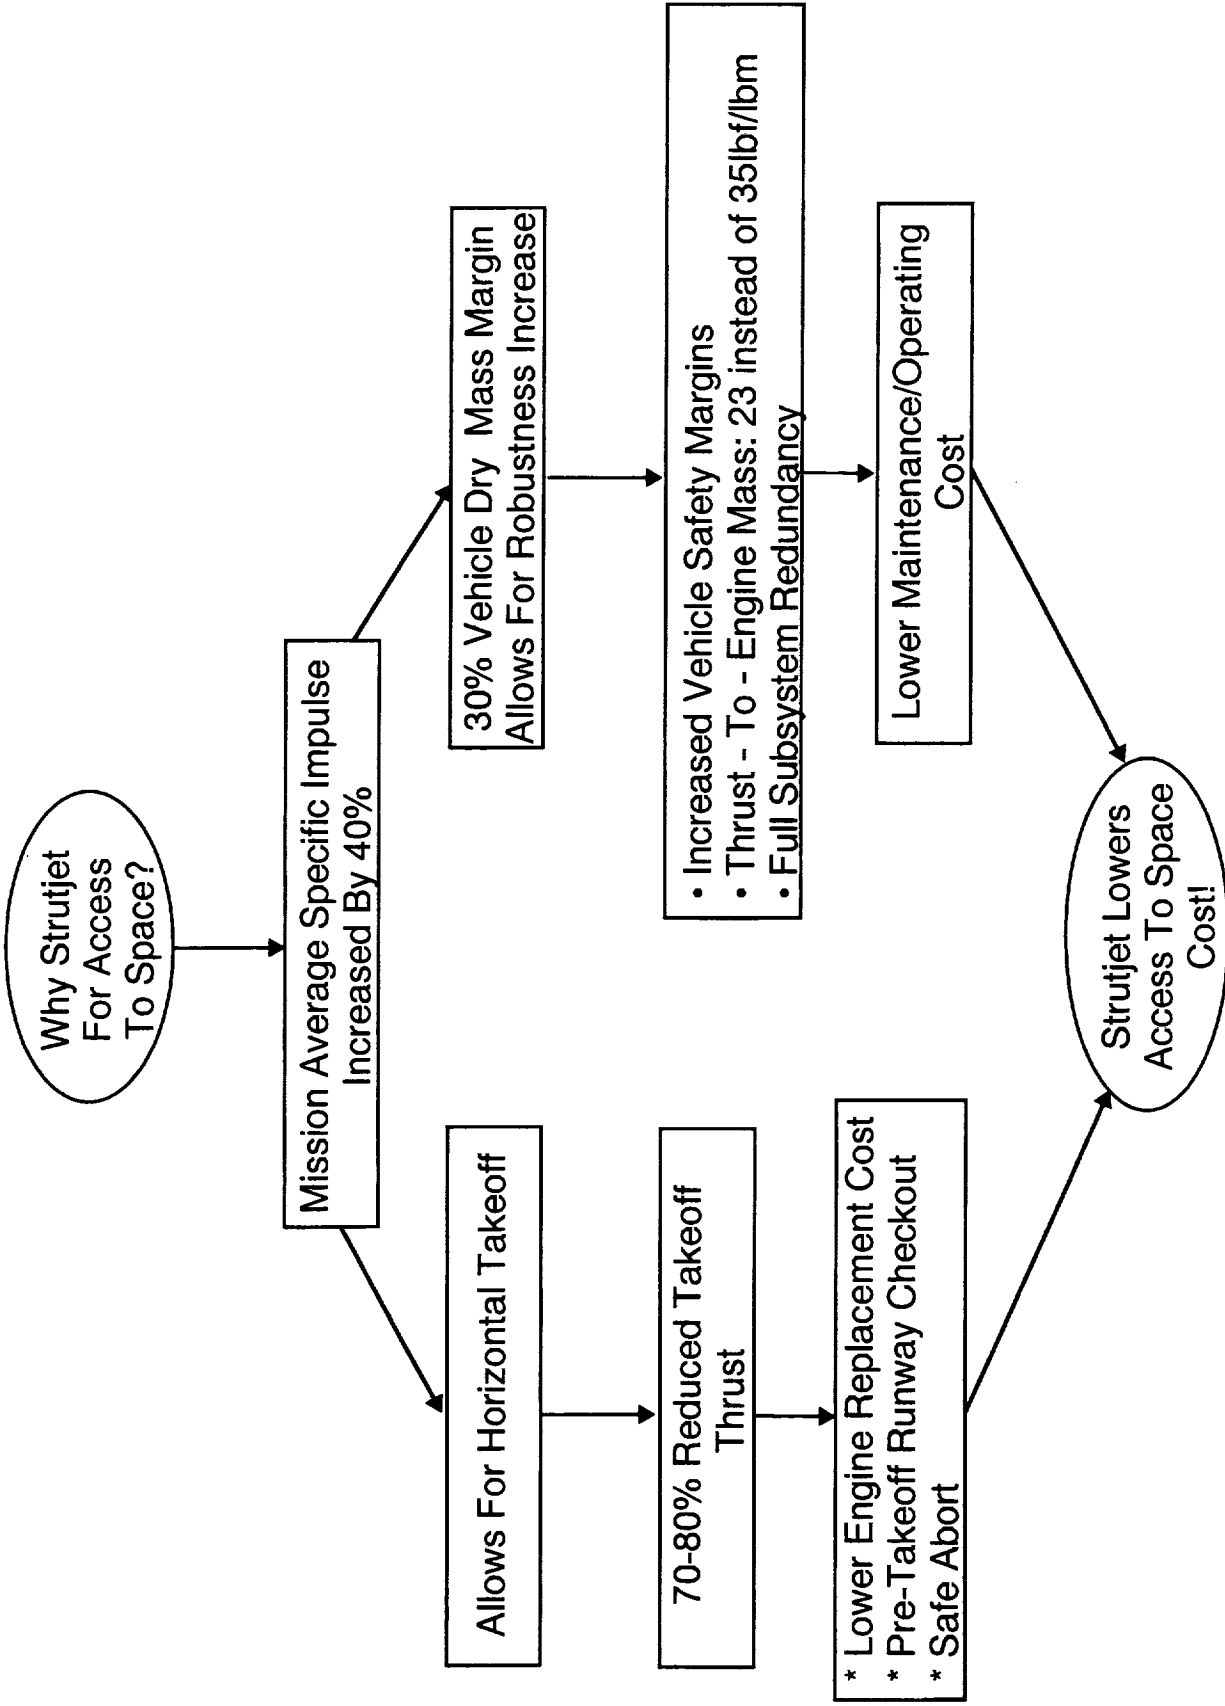 Why Strutjet
For Access
To Space?
Mission Average Specific Impulse
Increased By 40%
Allows For Horizontal Takeoff
70-80% Reduced Takeoff
Thrust
* Lower Engine Replacement Cost
* Pre-Takeoff Runway Checkout
* Safe Abort
30% Vehicle Dry Mass Margin
Allows For Robustness Increase
• Increased Vehicle Safety Margins
• Thrust - To - Engine Mass: 23 instead of 35lbf/lbm
• Full Subsystem Redundancy
Lower Maintenance/Operating
Cost
Strutjet Lowers
Access To Space
Cost!